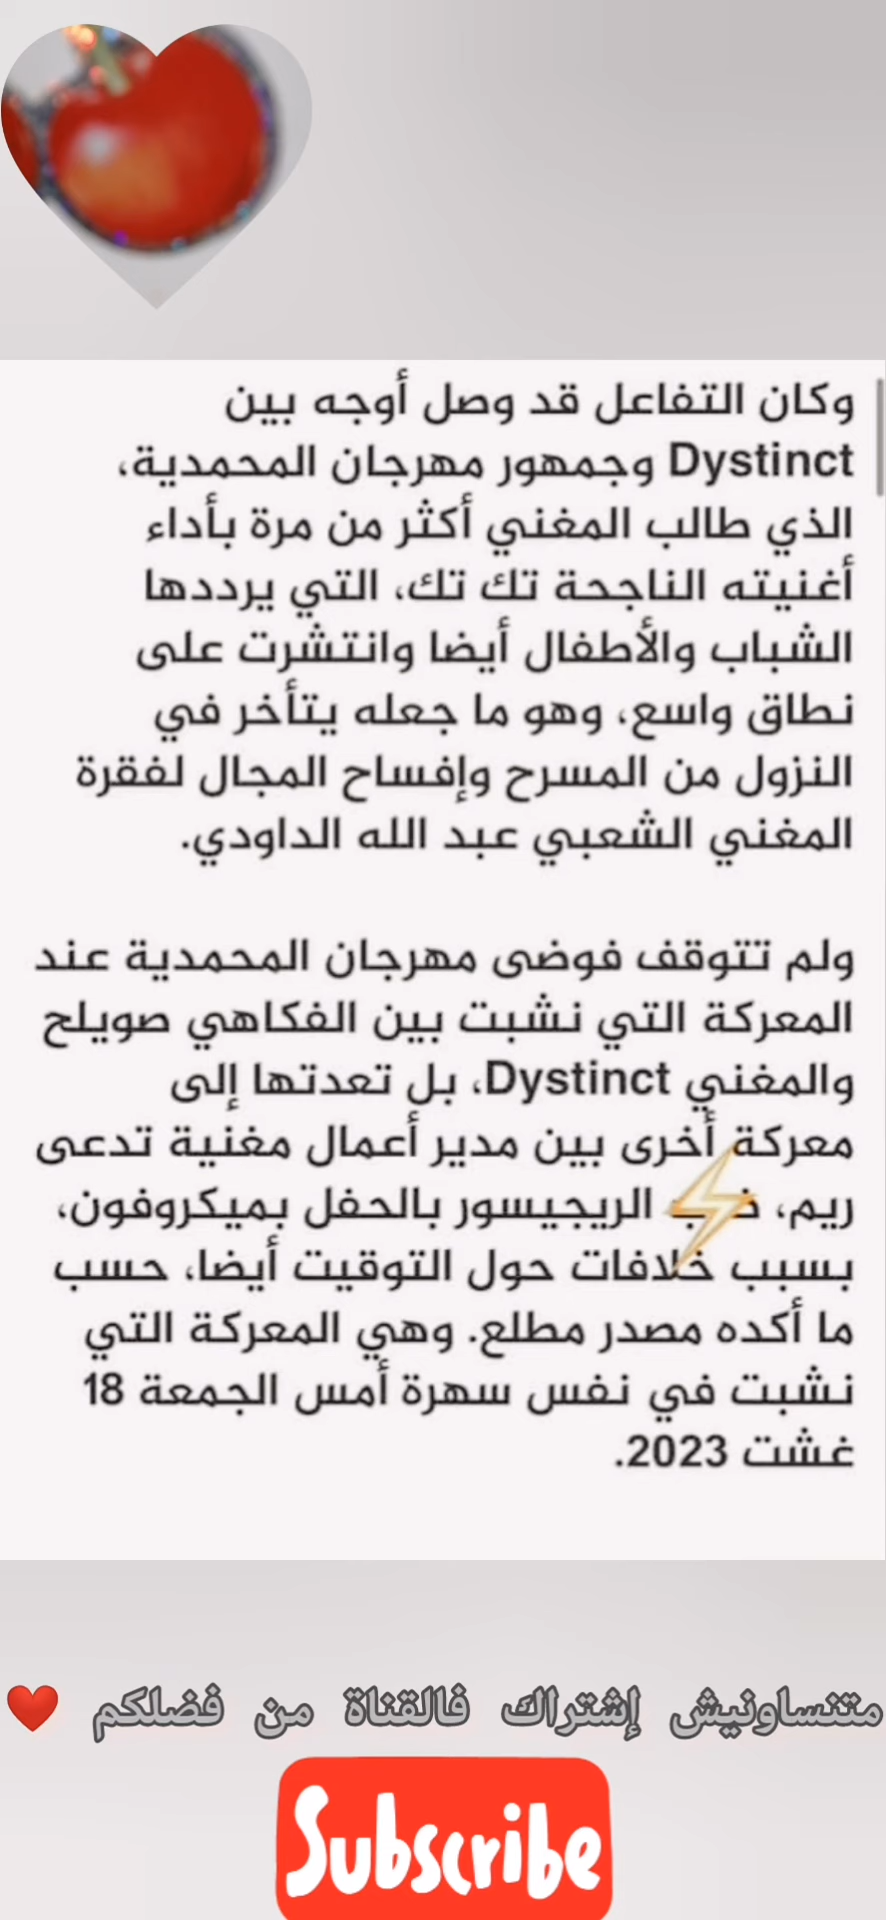 وكان التفاعل قد وصل أوجه بين
Dystinct وجمهور مهرجان المحمدية،
الذي طالب المغني أكثر من مرة بأداء
أغنيته الناجحة تك تك، التي يرددها
الشباب والأطفال أيضا وانتشرت على
نطاق واسع، وهو ما جعله يتأخر في
النزول من المسرح وإفساح المجال لفقرة
المغني الشعبي عبد الله الداودي.
ولم تتوقف فوضى مهرجان المحمدية عند
المعركة التي نشبت بين الفكاهي صويلح
والمغني Dystinct، بل تعدتها إلى
معركة أخرى بين مدير أعمال مغنية تدعى
ريم، الريجيسور بالحفل بميكروفون،
بسبب خلافات حول التوقيت أيضا، حسب
ما أكده مصدر مطلع. وهي المعركة التي
نشبت في نفس سهرة أمس الجمعة 18
غشت 2023.
متنساونيش إشتراك فالقناة من فضلكم ❤️
Subscribe